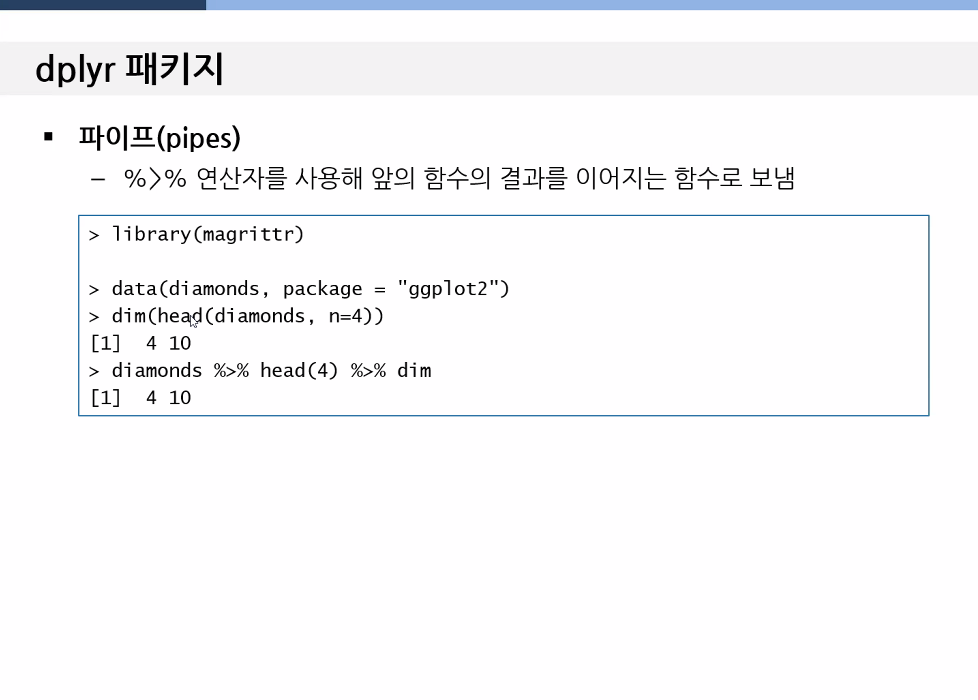 dplyr 패키지
▪ 파이프(pipes)
– %>% 연산자를 사용해 앞의 함수의 결과를 이어지는 함수로 보냄
> library(magrittr)
> data(diamonds, package = "ggplot2")
> dim(head(diamonds, n=4))
[1]  4 10
> diamonds %>% head(4) %>% dim
[1]  4 10